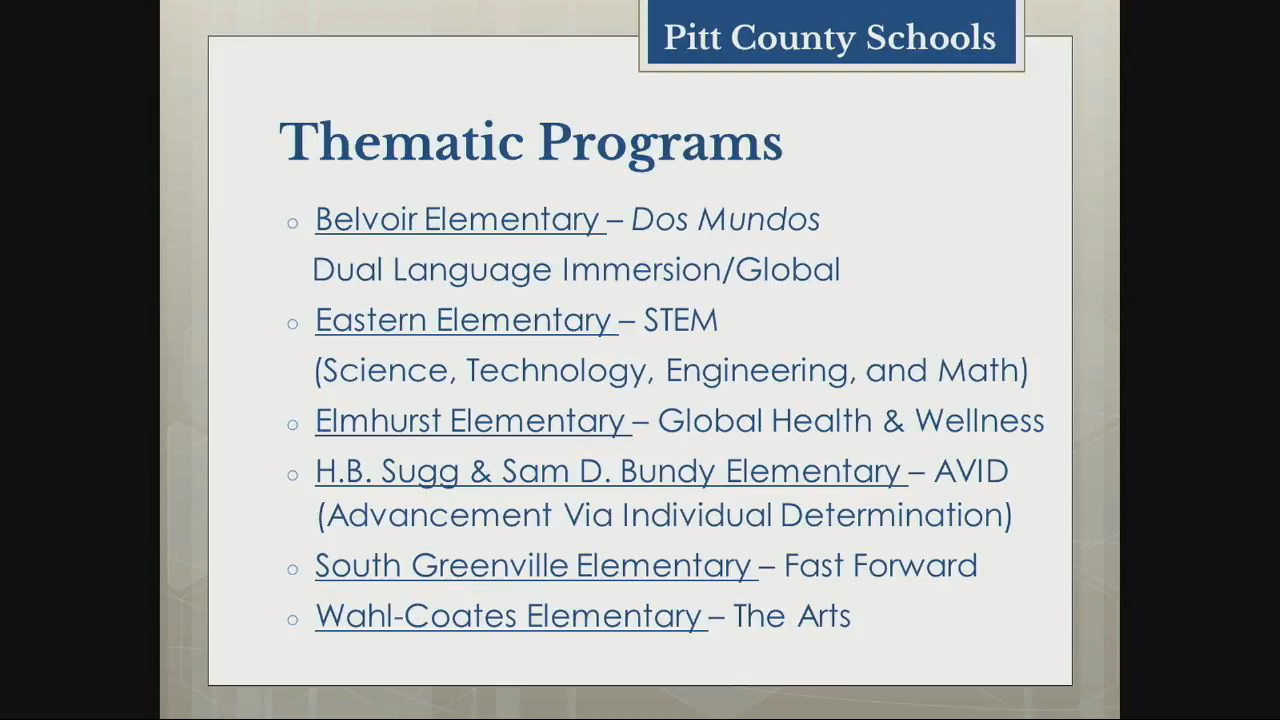 Pitt County Schools
Thematic Programs
○ Belvoir Elementary – Dos Mundos
Dual Language Immersion/Global
○ Eastern Elementary – STEM
(Science, Technology, Engineering, and Math)
○ Elmhurst Elementary – Global Health & Wellness
○ H.B. Sugg & Sam D. Bundy Elementary – AVID
(Advancement Via Individual Determination)
○ South Greenville Elementary – Fast Forward
○ Wahl-Coates Elementary – The Arts